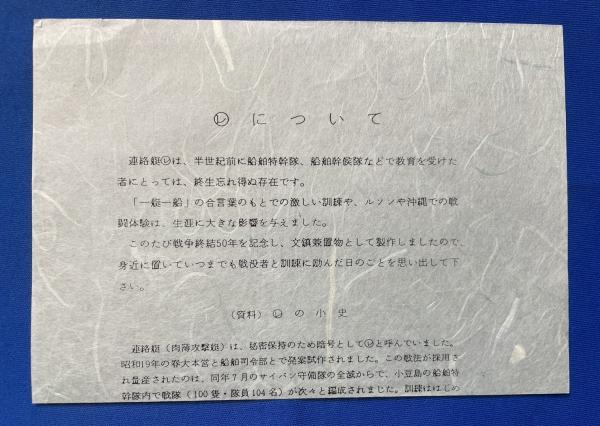 ㋹について
連絡艇㋹は、半世紀前に船舶特幹隊、船舶幹候隊などで教育を受けた
者にとっては、終生忘れ得ぬ存在です。
「一艇一船」の合言葉のもとでの激しい訓練や、ルソンや沖縄での戦
闘体験は、生涯に大きな影響を与えました。
このたび戦争終結50年を記念し、文鎮兼置物として製作しましたので、
身近に置いていつまでも戦没者と訓練に励んだ日のことを思い出して下
さい。
(資料) ㋹の小史
連絡艇(肉薄攻撃艇)は、秘密保持のため暗号として㋹と呼んでいました。
昭和19年の春大本営と船舶司令部とで発案試作されました。この戦法が採用さ
れ量産されたのは、同年7月のサイパン守備隊の全滅からで、小豆島の船舶特
幹隊内で戦隊(100隻・隊員104名)が次々と編成されました。訓練ははじめ